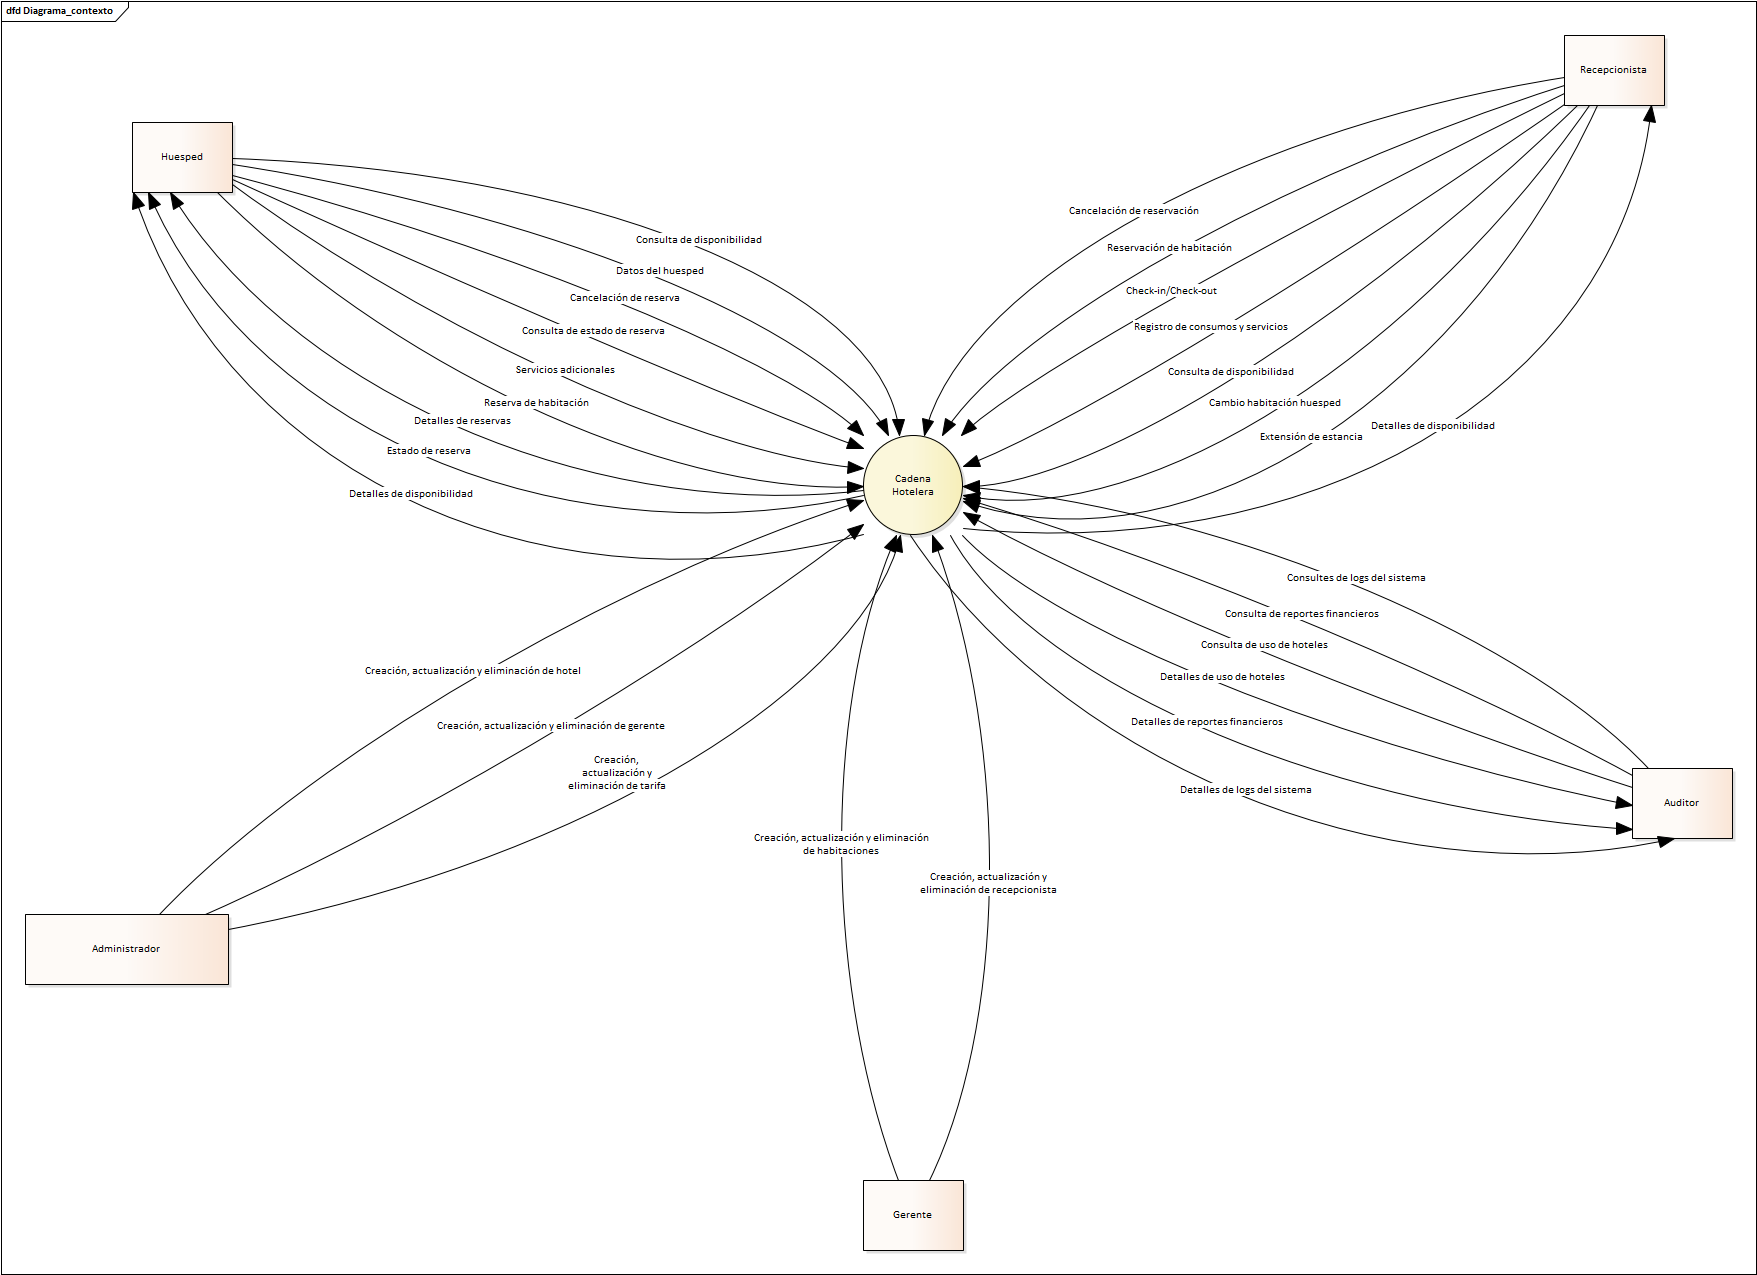 dfd Diagrama_contexto
Recepcionista
Huesped
Cancelación de reservación
Consulta de disponibilidad
Reservación de habitación
Datos del huesped
Check-in/Check-out
Cancelación de reserva
Registro de consumos y servicios
Consulta de estado de reserva
Servicios adicionales
Consulta de disponibilidad
Reserva de habitación
Cambio habitación huesped
Detalles de reservas
Detalles de disponibilidad
Extensión de estancia
Estado de reserva
Cadena
Hotelera
Detalles de disponibilidad
Consultes de logs del sistema
Consulta de reportes financieros
Consulta de uso de hoteles
Creación, actualización y eliminación de hotel
Detalles de uso de hoteles
Detalles de reportes financieros
Creación, actualización y eliminación de gerente
Creación,
actualización y
eliminación de tarifa
Detalles de logs del sistema
Auditor
Creación, actualización y eliminación
de habitaciones
Creación, actualización y
eliminación de recepcionista
Administrador
Gerente